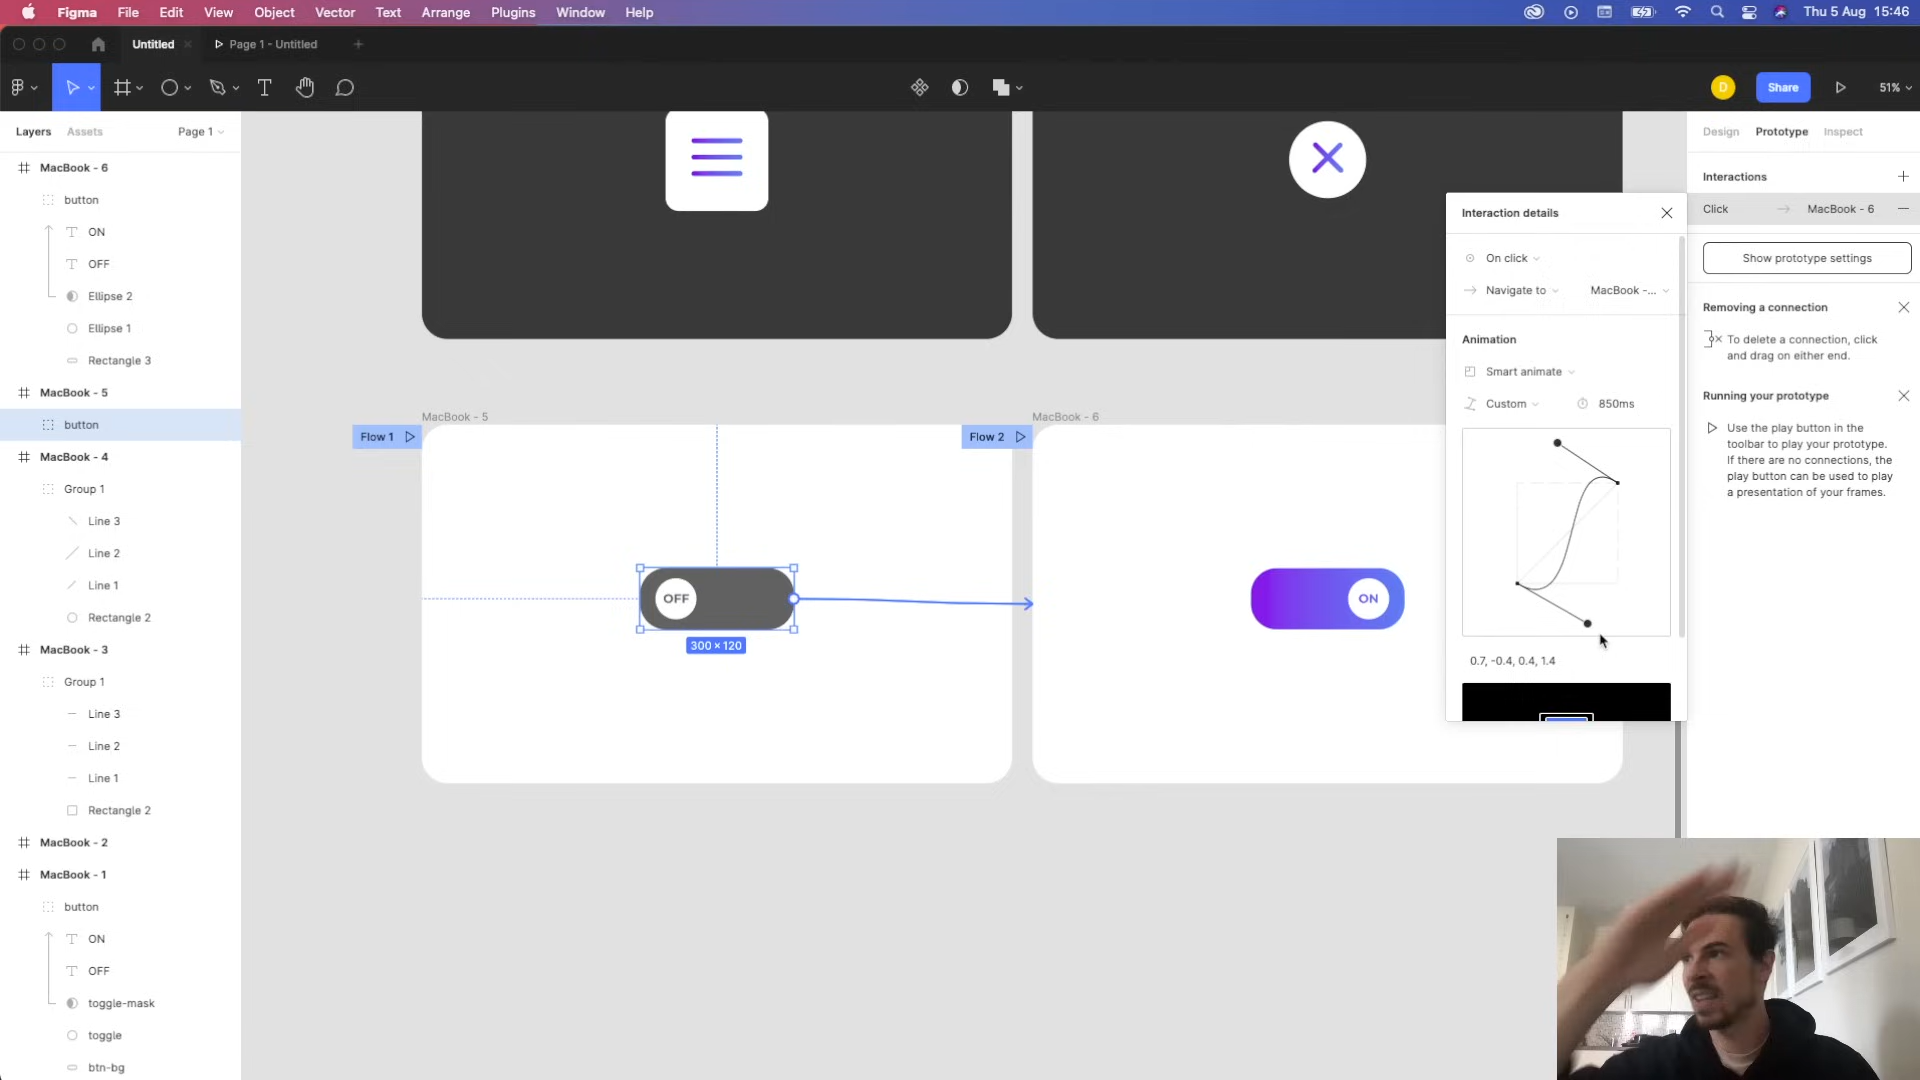 Figma File Edit View Object Vector Text Arrange Plugins Window Help Thu 5 Aug 15:46
Untitled Page 1 - Untitled
Share 51%
D
Layers Assets Page 1
Design Prototype Inspect
MacBook - 6
button
ON
OFF
Ellipse 2
Ellipse 1
Rectangle 3
MacBook - 5
button
MacBook - 4
Group 1
Line 3
Line 2
Line 1
Rectangle 2
MacBook - 3
Group 1
Line 3
Line 2
Line 1
Rectangle 2
MacBook - 2
MacBook - 1
button
ON
OFF
toggle-mask
toggle
btn-bg
MacBook - 5
Flow 1
OFF
300 × 120
MacBook - 6
Flow 2
ON
Interaction details
On click
Navigate to MacBook -...
Animation
Smart animate
Custom 850ms
0.7, -0.4, 0.4, 1.4
Interactions
Click MacBook - 6
Show prototype settings
Removing a connection
To delete a connection, click
and drag on either end.
Running your prototype
Use the play button in the
toolbar to play your prototype.
If there are no connections, the
play button can be used to play
a presentation of your frames.